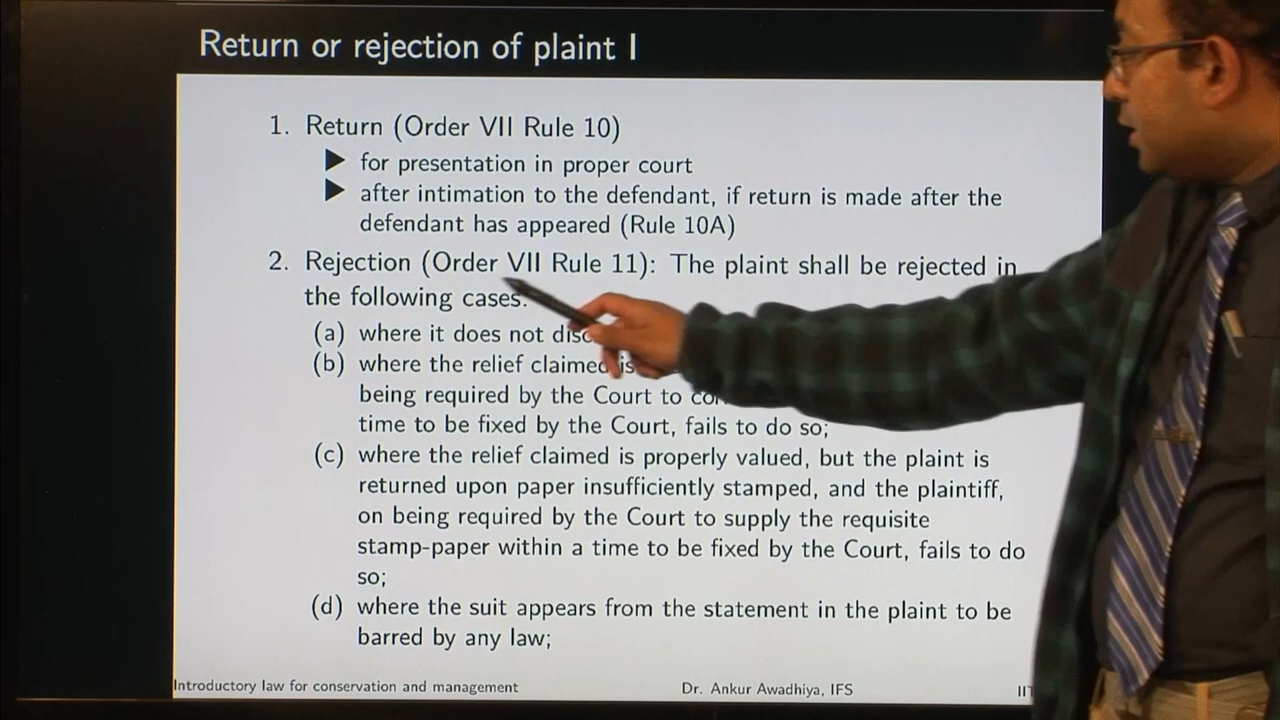 Return or rejection of plaint I
1. Return (Order VII Rule 10)
▶ for presentation in proper court
▶ after intimation to the defendant, if return is made after the
defendant has appeared (Rule 10A)
2. Rejection (Order VII Rule 11): The plaint shall be rejected in
the following cases:
(a) where it does not
(b) where the relief claimed is
being required by the Court to
time to be fixed by the Court, fails to do so;
(c) where the relief claimed is properly valued, but the plaint is
returned upon paper insufficiently stamped, and the plaintiff,
on being required by the Court to supply the requisite
stamp-paper within a time to be fixed by the Court, fails to do
so;
(d) where the suit appears from the statement in the plaint to be
barred by any law;
Introductory law for conservation and management Dr. Ankur Awadhiya, IFS